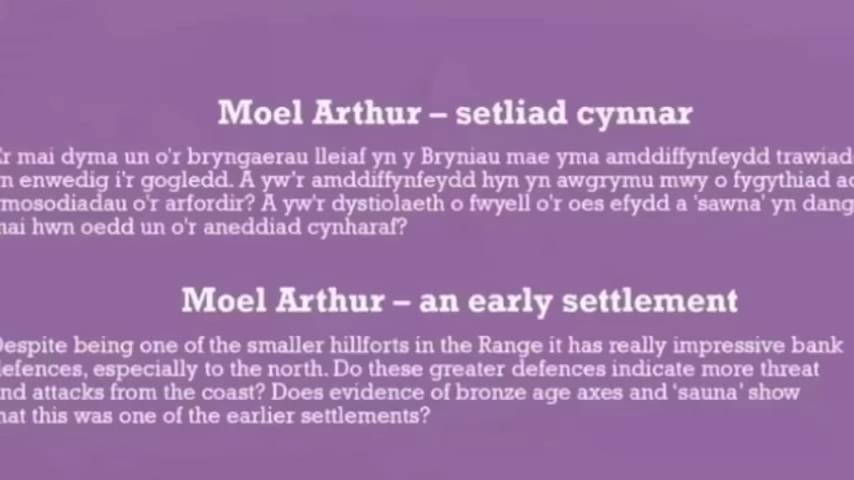 Moel Arthur – setliad cynnar
r mai dyma un o'r bryngaerau lleiaf yn y Bryniau mae yma amddiffynfeydd trawiad
n enwedig i'r gogledd. A yw'r amddiffynfeydd hyn yn awgrymu mwy o fygythiad ac
mosodiadau o'r arfordir? A yw'r dystiolaeth o fwyell o'r oes efydd a 'sawna' yn dang
mai hwn oedd un o'r aneddiad cynharaf?
Moel Arthur – an early settlement
Despite being one of the smaller hillforts in the Range it has really impressive bank
defences, especially to the north. Do these greater defences indicate more threat
nd attacks from the coast? Does evidence of bronze age axes and 'sauna' show
hat this was one of the earlier settlements?